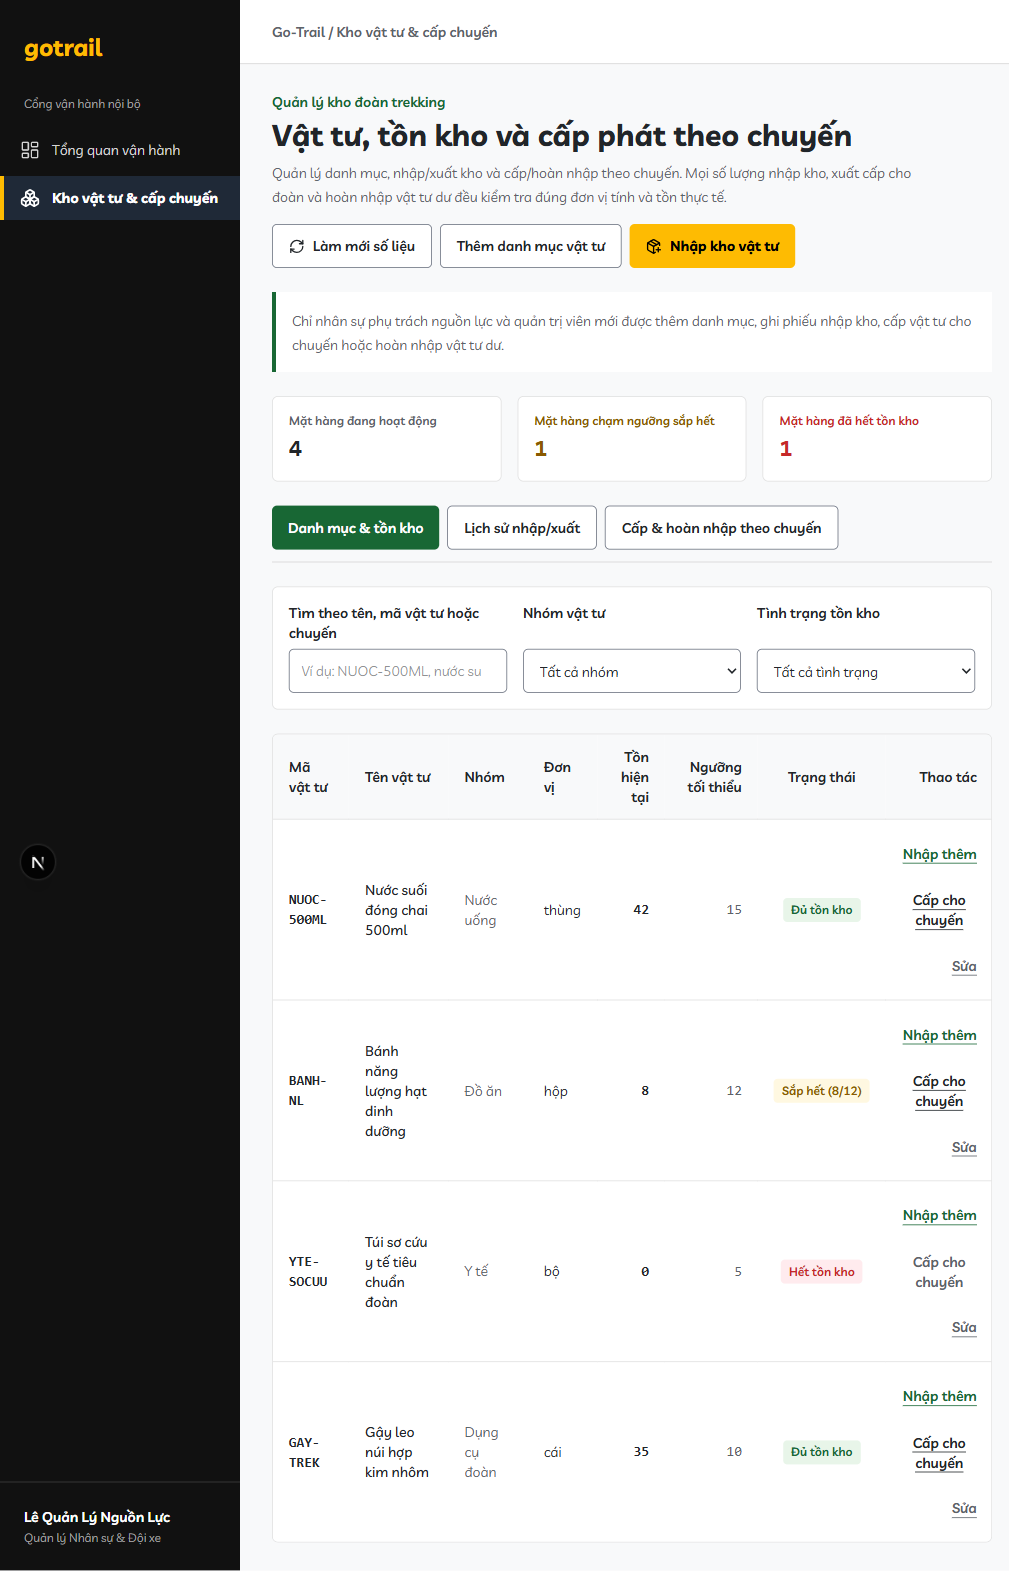 gotrail
Cổng vận hành nội bộ
Tổng quan vận hành
Kho vật tư & cấp chuyến
Lê Quản Lý Nguồn Lực
Quản lý Nhân sự & Đội xe
Go-Trail / Kho vật tư & cấp chuyến
Quản lý kho đoàn trekking
Vật tư, tồn kho và cấp phát theo chuyến
Quản lý danh mục, nhập/xuất kho và cấp/hoàn nhập theo chuyến. Mọi số lượng nhập kho, xuất cấp cho
đoàn và hoàn nhập vật tư dư đều kiểm tra đúng đơn vị tính và tồn thực tế.
Làm mới số liệu
Thêm danh mục vật tư
Nhập kho vật tư
Chỉ nhân sự phụ trách nguồn lực và quản trị viên mới được thêm danh mục, ghi phiếu nhập kho, cấp vật tư cho
chuyến hoặc hoàn nhập vật tư dư.
Mặt hàng đang hoạt động
4
Mặt hàng chạm ngưỡng sắp hết
1
Mặt hàng đã hết tồn kho
1
Danh mục & tồn kho
Lịch sử nhập/xuất
Cấp & hoàn nhập theo chuyến
Tìm theo tên, mã vật tư hoặc
chuyến
Ví dụ: NUOC-500ML, nước su
Nhóm vật tư
Tất cả nhóm
Tình trạng tồn kho
Tất cả tình trạng
Mã
vật tư
Tên vật tư
Nhóm
Đơn
vị
Tồn
hiện
tại
Ngưỡng
tối thiểu
Trạng thái
Thao tác
NUOC-
500ML
Nước suối
đóng chai
500ml
Nước
uống
thùng
42
15
Đủ tồn kho
Nhập thêm
Cấp cho
chuyến
Sửa
BANH-
NL
Bánh
năng
lượng hạt
dinh
dưỡng
Đồ ăn
hộp
8
12
Sắp hết (8/12)
Nhập thêm
Cấp cho
chuyến
Sửa
YTE-
SOCUU
Túi sơ cứu
y tế tiêu
chuẩn
đoàn
Y tế
bộ
0
5
Hết tồn kho
Nhập thêm
Cấp cho
chuyến
Sửa
GAY-
TREK
Gậy leo
núi hợp
kim nhôm
Dụng
cụ
đoàn
cái
35
10
Đủ tồn kho
Nhập thêm
Cấp cho
chuyến
Sửa
N